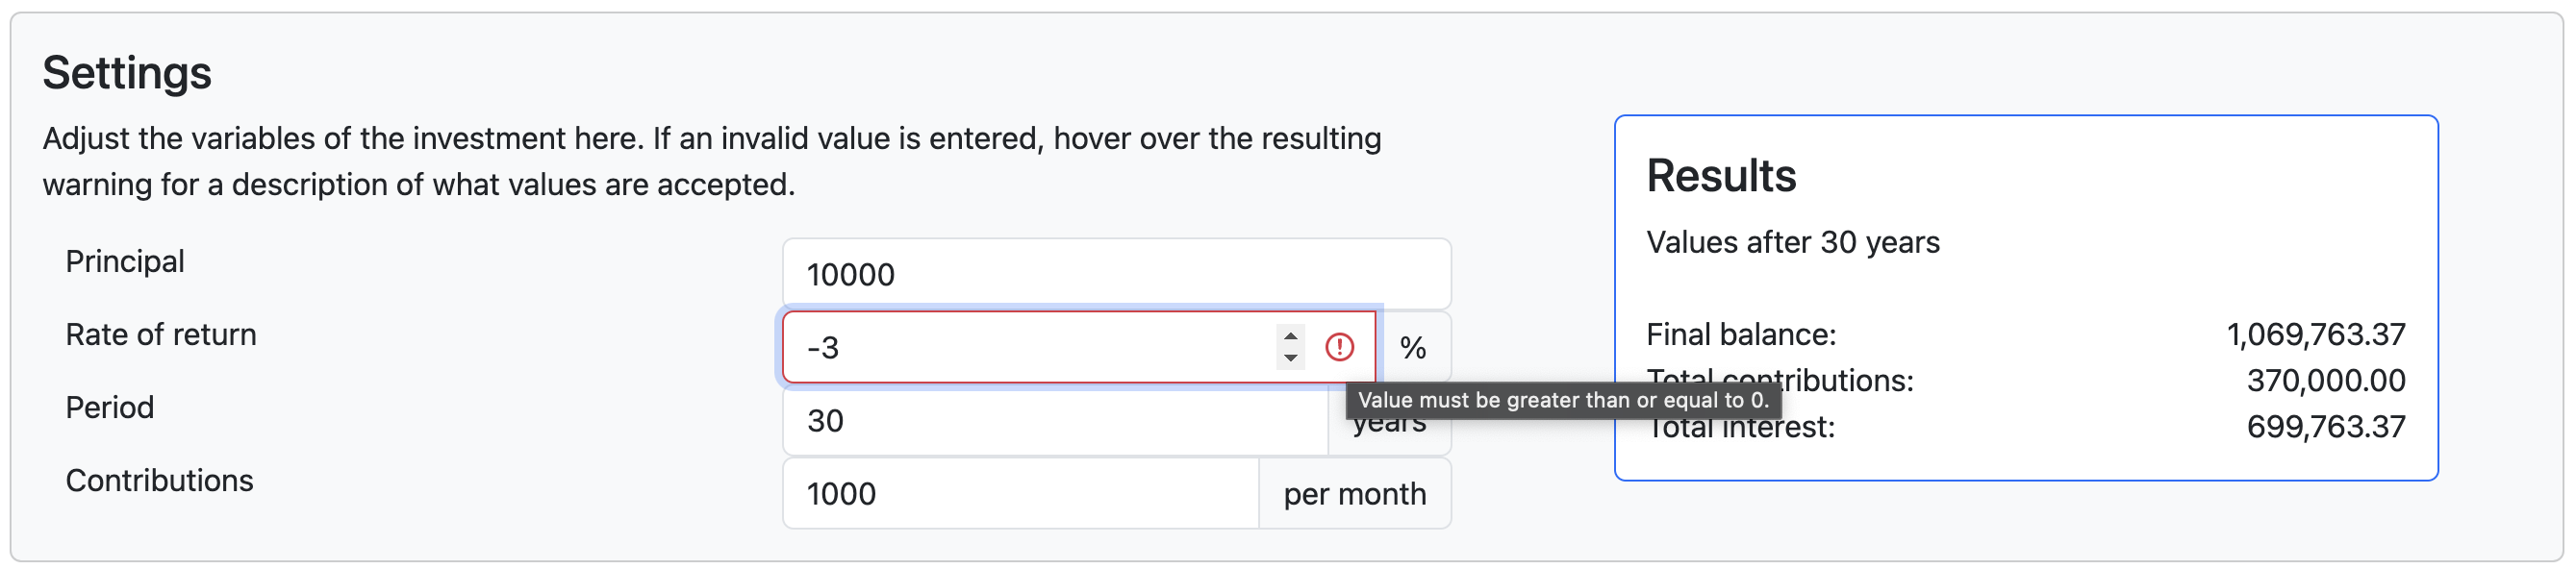 Settings
Adjust the variables of the investment here. If an invalid value is entered, hover over the resulting
warning for a description of what values are accepted.
Principal
10000
Rate of return
-3
%
Period
30
years
Contributions
1000
per month
Value must be greater than or equal to 0.
Results
Values after 30 years
Final balance: 1,069,763.37
Total contributions: 370,000.00
Total interest: 699,763.37